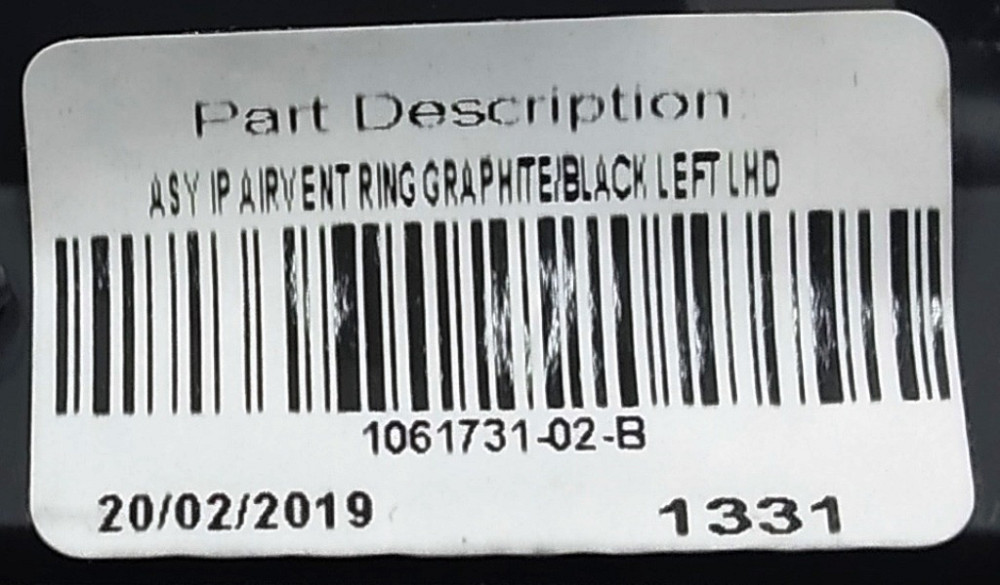 Part Description
ASY IP AIRVENT RING GRAPHITE/BLACK LEFT LHD
1061731-02-B
20/02/2019 1331